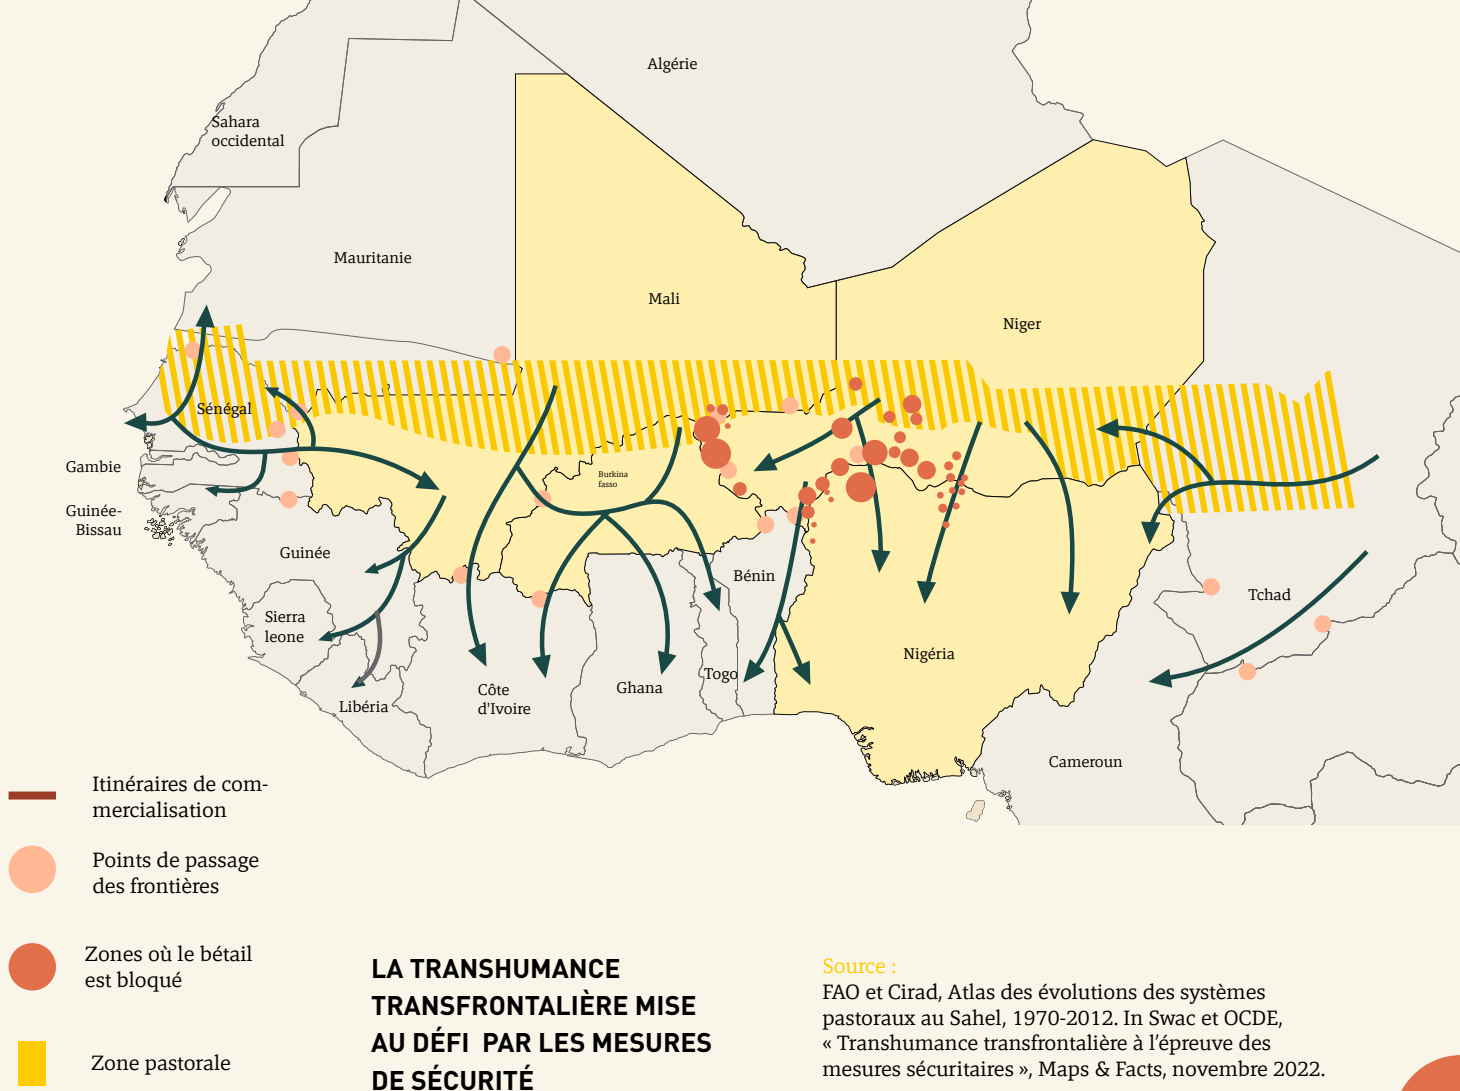 Algérie
Sahara
occidental
Mauritanie
Mali
Niger
Sénégal
Gambie
Burkina
fasso
Guinée-
Bissau
Guinée
Bénin
Tchad
Sierra
leone
Nigéria
Togo
Côte
d'Ivoire
Ghana
Libéria
Cameroun
Itinéraires de com-
mercialisation
Points de passage
des frontières
Zones où le bétail
est bloqué
Zone pastorale
LA TRANSHUMANCE
TRANSFRONTALIÈRE MISE
AU DÉFI PAR LES MESURES
DE SÉCURITÉ
Source :
FAO et Cirad, Atlas des évolutions des systèmes
pastoraux au Sahel, 1970-2012. In Swac et OCDE,
« Transhumance transfrontalière à l'épreuve des
mesures sécuritaires », Maps & Facts, novembre 2022.